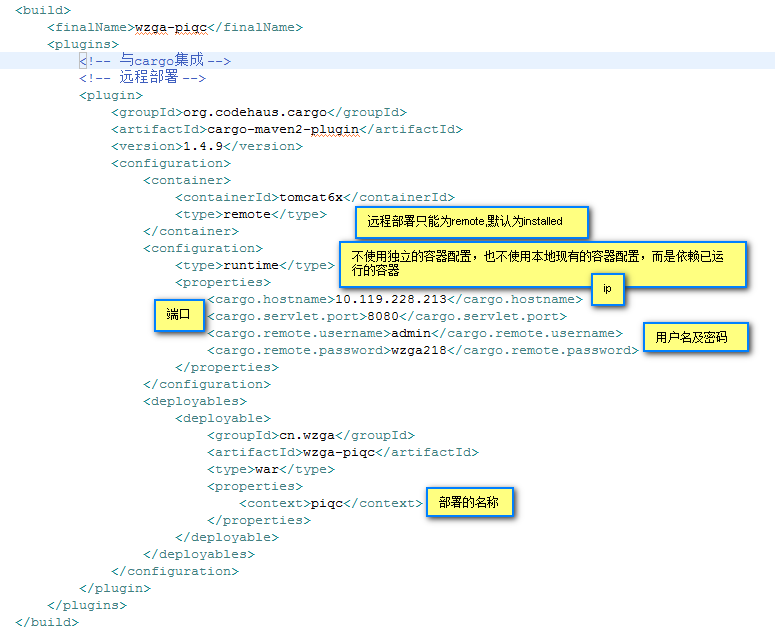 <build>
<finalName>wzga-piqc</finalName>
<plugins>
<!-- 与cargo集成 -->
<!-- 远程部署 -->
<plugin>
<groupId>org.codehaus.cargo</groupId>
<artifactId>cargo-maven2-plugin</artifactId>
<version>1.4.9</version>
<configuration>
<container>
<containerId>tomcat6x</containerId>
<type>remote</type>
远程部署只能为remote,默认为installed
</container>
<configuration>
不使用独立的容器配置，也不使用本地现有的容器配置，而是依赖已运
行的容器
<type>runtime</type>
<properties>
ip
<cargo.hostname>10.119.228.213</cargo.hostname>
端口
<cargo.servlet.port>8080</cargo.servlet.port>
<cargo.remote.username>admin</cargo.remote.username>
用户名及密码
<cargo.remote.password>wzga218</cargo.remote.password>
</properties>
</configuration>
<deployables>
<deployable>
<groupId>cn.wzga</groupId>
<artifactId>wzga-piqc</artifactId>
<type>war</type>
<properties>
<context>piqc</context>
部署的名称
</properties>
</deployable>
</deployables>
</configuration>
</plugin>
</plugins>
</build>